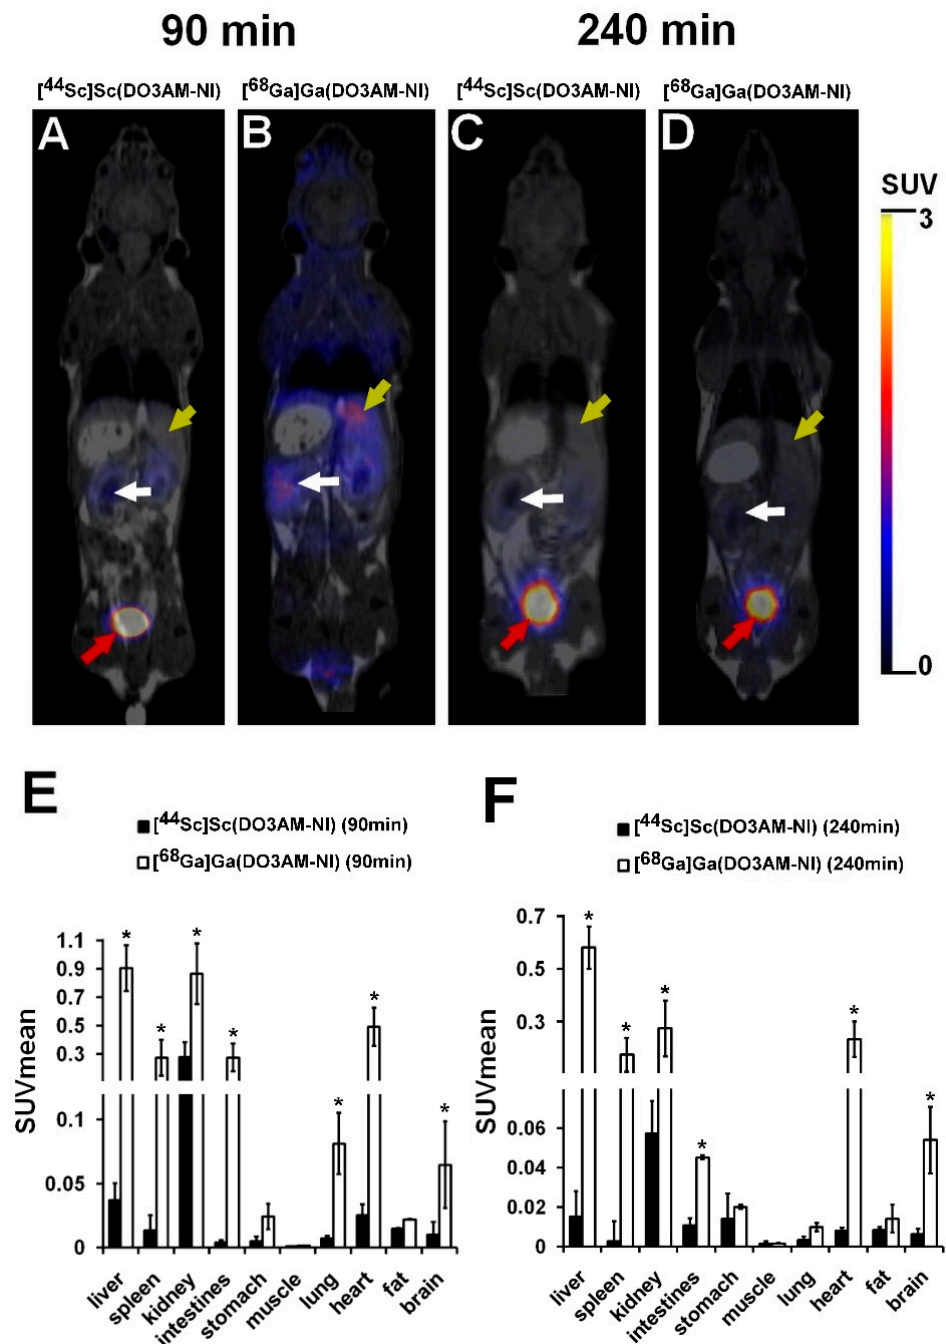 90 min 240 min
[44Sc]Sc(DO3AM-NI) [68Ga]Ga(DO3AM-NI) [44Sc]Sc(DO3AM-NI) [68Ga]Ga(DO3AM-NI)
A B C D
SUV
3
0
E
[44Sc]Sc(DO3AM-NI) (90min)
[68Ga]Ga(DO3AM-NI) (90min)
SUVmean
1.1
0.9
0.7
0.5
0.3
0.1
0.05
0
* * * * * * *
liver spleen kidney intestines stomach muscle lung heart fat brain
F
[44Sc]Sc(DO3AM-NI) (240min)
[68Ga]Ga(DO3AM-NI) (240min)
SUVmean
0.7
0.5
0.3
0.06
0.04
0.02
0
* * * * * *
liver spleen kidney intestines stomach muscle lung heart fat brain